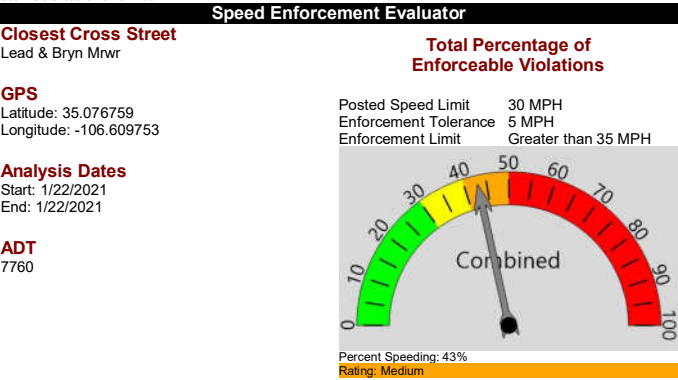 Speed Enforcement Evaluator
Closest Cross Street
Lead & Bryn Mrwr
GPS
Latitude: 35.076759
Longitude: -106.609753
Analysis Dates
Start: 1/22/2021
End: 1/22/2021
ADT
7760
Total Percentage of
Enforceable Violations
Posted Speed Limit 30 MPH
Enforcement Tolerance 5 MPH
Enforcement Limit Greater than 35 MPH
0
10
20
30
40
50
60
70
80
90
100
Combined
Percent Speeding: 43%
Rating: Medium